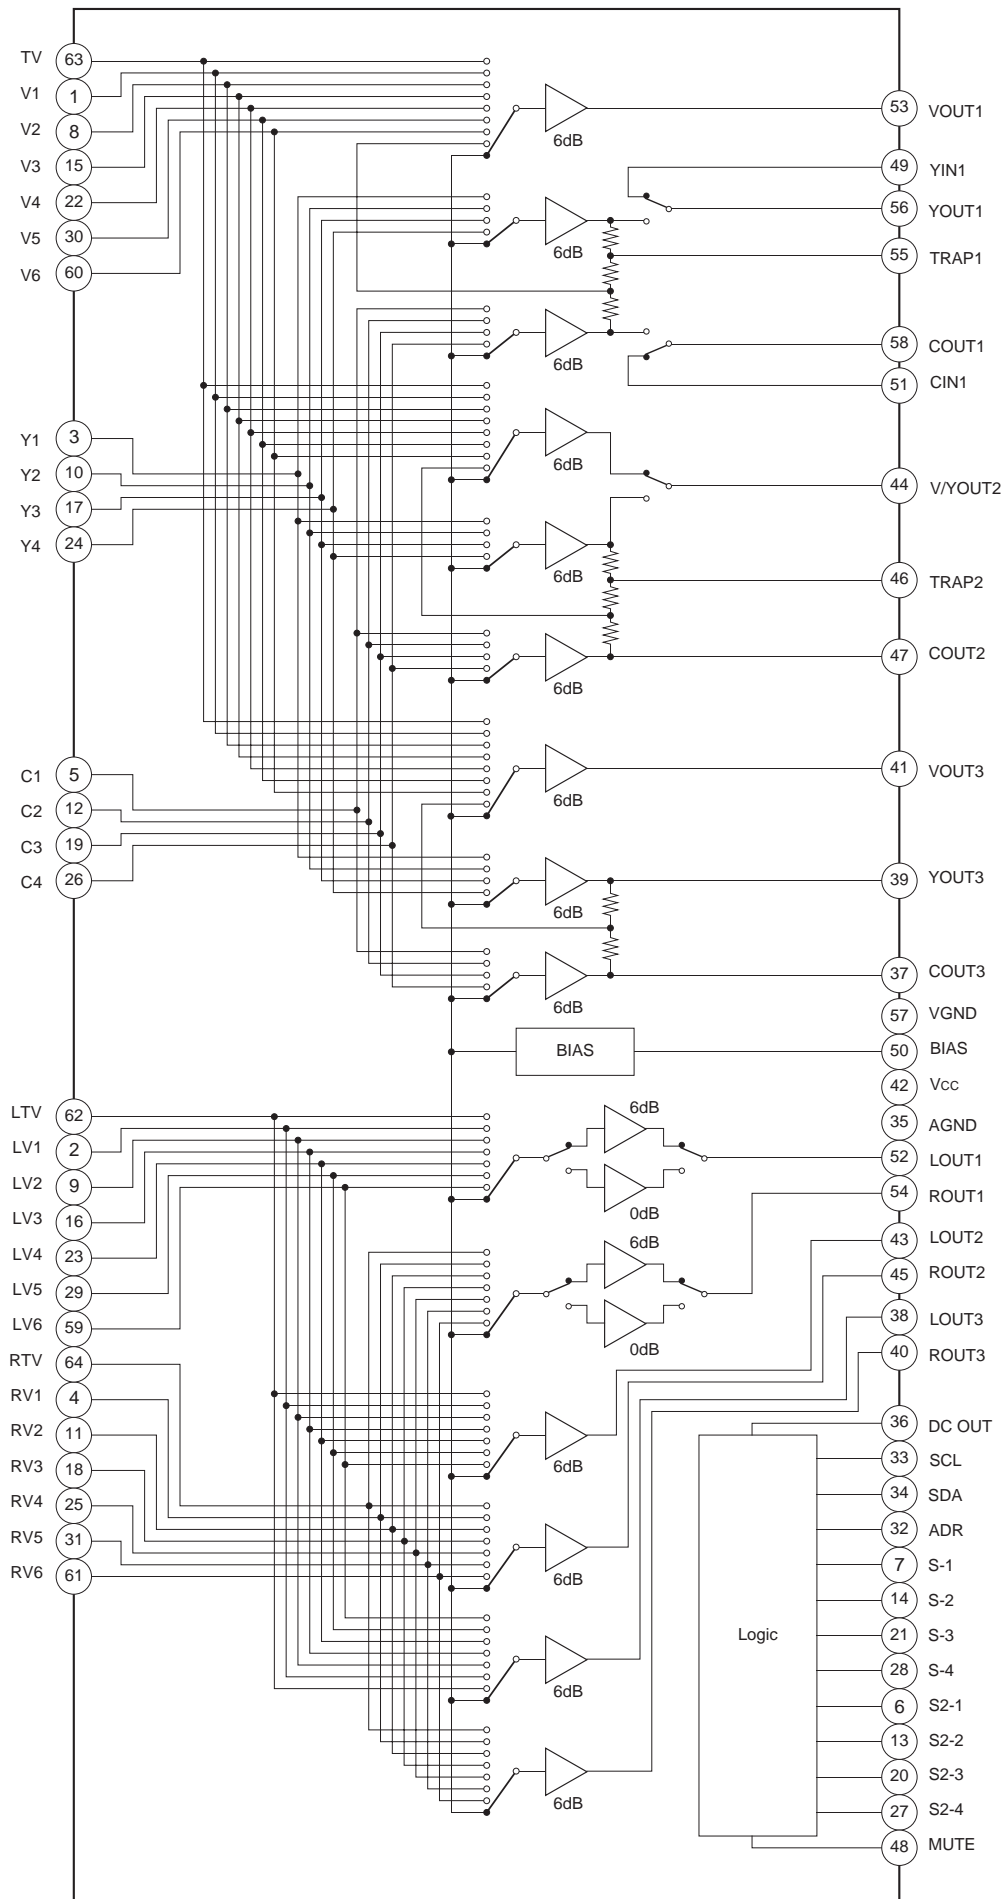 TV 63
V1 1
V2 8
V3 15
V4 22
V5 30
V6 60
Y1 3
Y2 10
Y3 17
Y4 24
C1 5
C2 12
C3 19
C4 26
LTV 62
LV1 2
LV2 9
LV3 16
LV4 23
LV5 29
LV6 59
RTV 64
RV1 4
RV2 11
RV3 18
RV4 25
RV5 31
RV6 61
6dB
6dB
6dB
6dB
6dB
6dB
6dB
6dB
6dB
BIAS
6dB
0dB
6dB
0dB
6dB
6dB
6dB
6dB
Logic
53 VOUT1
49 YIN1
56 YOUT1
55 TRAP1
58 COUT1
51 CIN1
44 V/YOUT2
46 TRAP2
47 COUT2
41 VOUT3
39 YOUT3
37 COUT3
57 VGND
50 BIAS
42 Vcc
35 AGND
52 LOUT1
54 ROUT1
43 LOUT2
45 ROUT2
38 LOUT3
40 ROUT3
36 DC OUT
33 SCL
34 SDA
32 ADR
7 S-1
14 S-2
21 S-3
28 S-4
6 S2-1
13 S2-2
20 S2-3
27 S2-4
48 MUTE